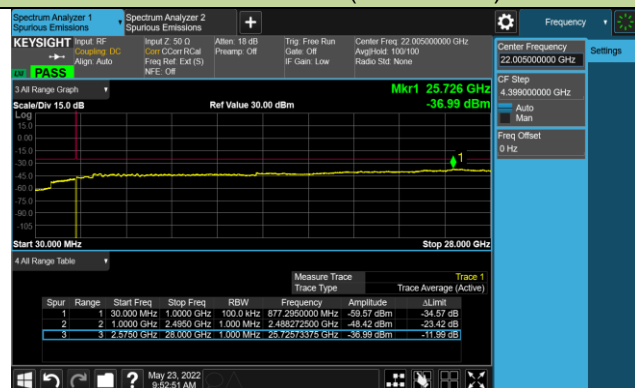 Spectrum Analyzer 1
Spurious Emissions
Spectrum Analyzer 2
Spurious Emissions
+
Frequency
KEYSIGHT
Input: RF
Coupling: DC
Align: Auto
Input Z: 50 Ω
Corr CCorr RCal
Freq Ref: Ext (S)
NFE: Off
Atten: 18 dB
Preamp: Off
Trig: Free Run
Gate: Off
IF Gain: Low
Center Freq: 22.005000000 GHz
Avg|Hold: 100/100
Radio Std: None
LXI PASS
Center Frequency
22.005000000 GHz
Settings
CF Step
4.399000000 GHz
Auto
Man
Freq Offset
0 Hz
3 All Range Graph
Mkr1 25.726 GHz
Scale/Div 15.0 dB
Ref Value 30.00 dBm
-36.99 dBm
Log
15.0
0.00
-15.0
-30.0
-45.0
-60.0
-75.0
-90.0
-105
1
Start 30.000 MHz
Stop 28.000 GHz
4 All Range Table
Measure Trace Trace 1
Trace Type Trace Average (Active)
Spur Range Start Freq Stop Freq RBW Frequency Amplitude ΔLimit
1 1 30.000 MHz 1.0000 GHz 100.0 kHz 877.2950000 MHz -59.57 dBm -34.57 dB
2 2 1.0000 GHz 2.4950 GHz 1.000 MHz 2.488272500 GHz -48.42 dBm -23.42 dB
3 3 2.5750 GHz 28.000 GHz 1.000 MHz 25.72573375 GHz -36.99 dBm -11.99 dB
?
May 23, 2022
9:52:51 AM